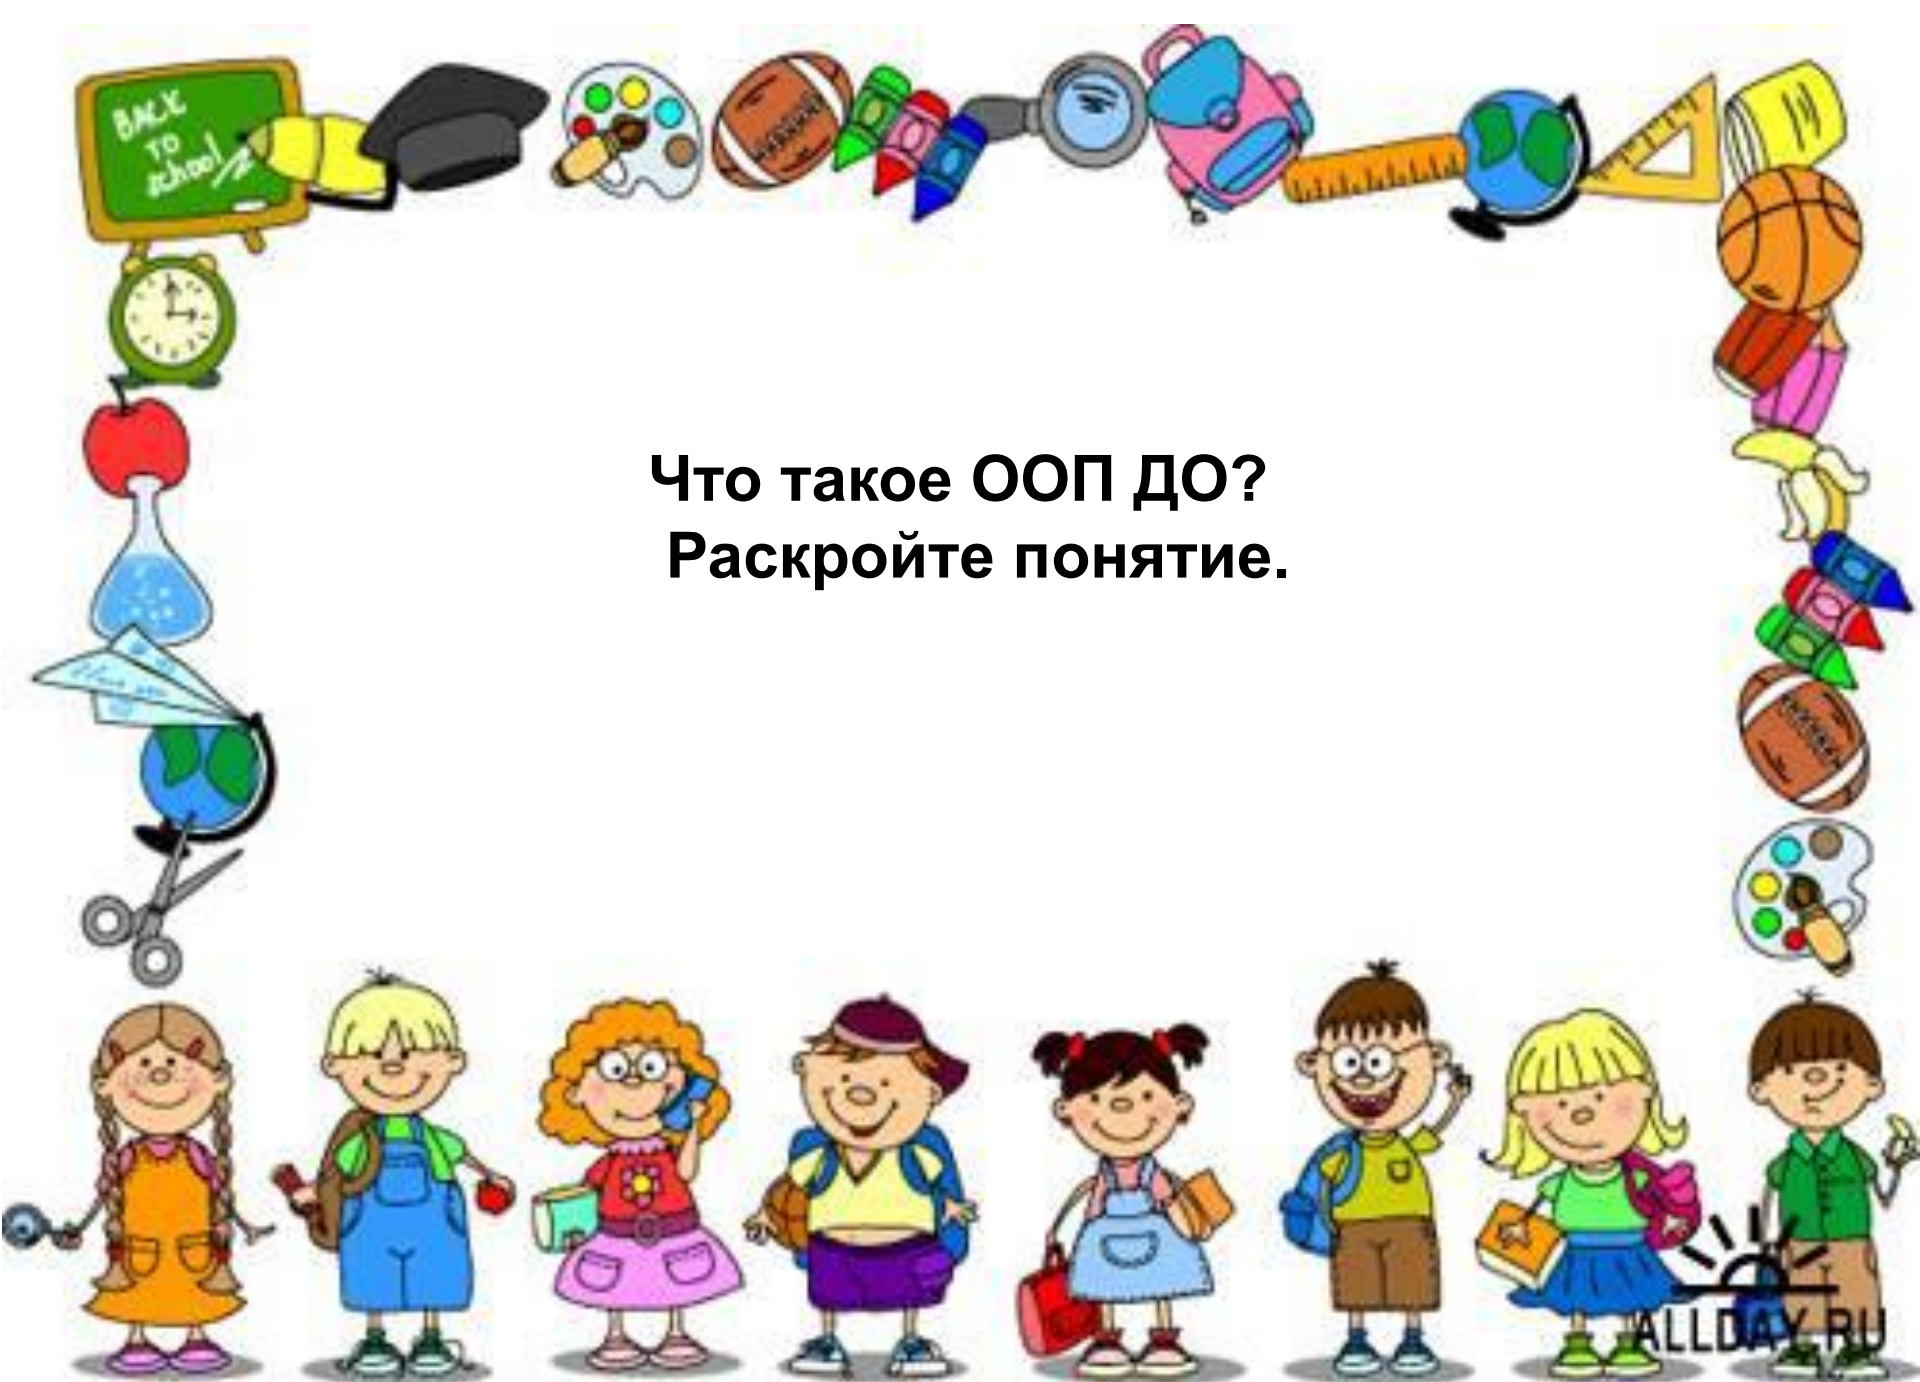 BACK
TO
school
Что такое ООП ДО?
Раскройте понятие.
ALLDAY.RU